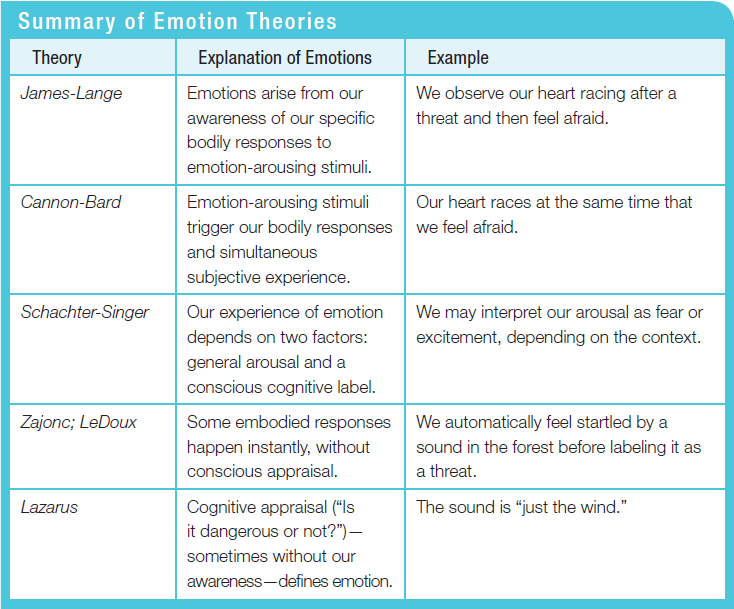 Summary of Emotion Theories
Theory Explanation of Emotions Example
James-Lange
Emotions arise from our
awareness of our specific
bodily responses to
emotion-arousing stimuli.
We observe our heart racing after a
threat and then feel afraid.
Cannon-Bard
Emotion-arousing stimuli
trigger our bodily responses
and simultaneous
subjective experience.
Our heart races at the same time that
we feel afraid.
Schachter-Singer
Our experience of emotion
depends on two factors:
general arousal and a
conscious cognitive label.
We may interpret our arousal as fear or
excitement, depending on the context.
Zajonc; LeDoux
Some embodied responses
happen instantly, without
conscious appraisal.
We automatically feel startled by a
sound in the forest before labeling it as
a threat.
Lazarus
Cognitive appraisal (“Is
it dangerous or not?”)—
sometimes without our
awareness—defines emotion.
The sound is “just the wind.”